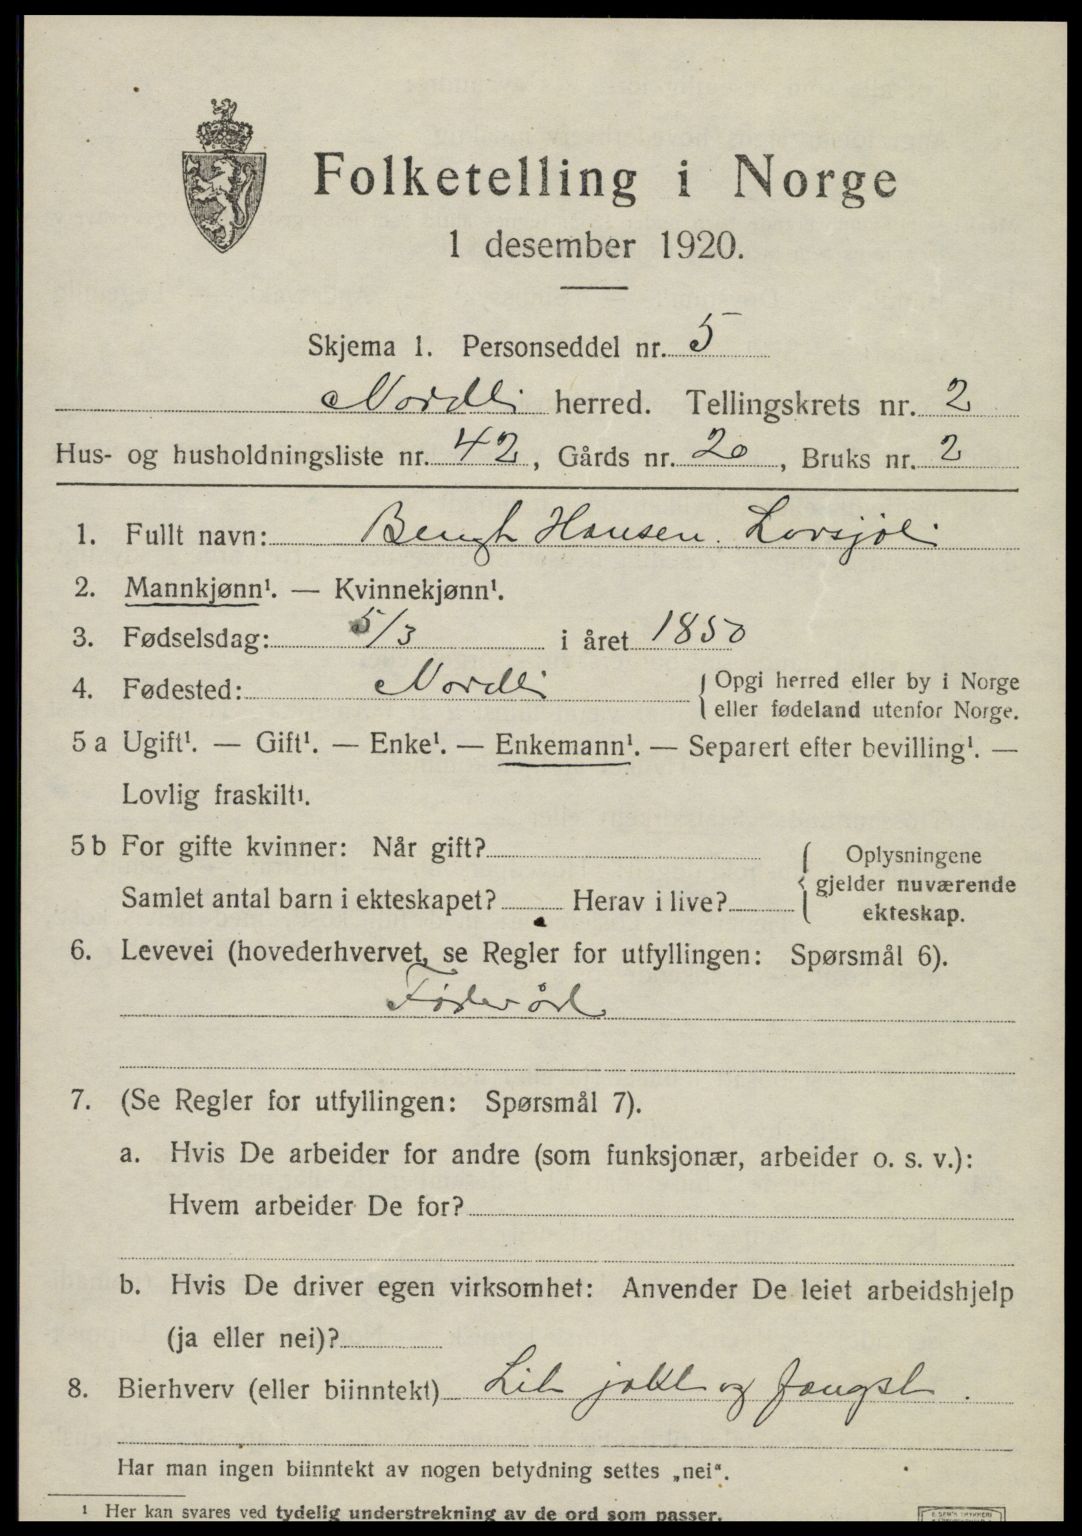 Folketelling i Norge
1 desember 1920.
Skjema 1. Personseddel nr. 5
Nordli herred. Tellingskrets nr. 2
Hus- og husholdningsliste nr. 42, Gårds nr. 20, Bruks nr. 2
1. Fullt navn: Bengt Hansen. Lovsjøli
2. Mannkjønn¹. — Kvinnekjønn¹.
3. Fødselsdag: 5/3 i året 1850
4. Fødested: Nordli { Opgi herred eller by i Norge
eller fødeland utenfor Norge.
5 a Ugift¹. — Gift¹. — Enke¹. — Enkemann¹. — Separert efter bevilling¹. —
Lovlig fraskilt¹.
5 b For gifte kvinner: Når gift? { Oplysningene
gjelder nuværende
ekteskap.
Samlet antal barn i ekteskapet? Herav i live?
6. Levevei (hovederhvervet, se Regler for utfyllingen: Spørsmål 6).
Føderåd
7. (Se Regler for utfyllingen: Spørsmål 7).
a. Hvis De arbeider for andre (som funksjonær, arbeider o. s. v.):
Hvem arbeider De for?
b. Hvis De driver egen virksomhet: Anvender De leiet arbeidshjelp
(ja eller nei)?
8. Bierhverv (eller biinntekt) Lit jakt og fangst.
Har man ingen biinntekt av nogen betydning settes „nei“.
¹ Her kan svares ved tydelig understrekning av de ord som passer.